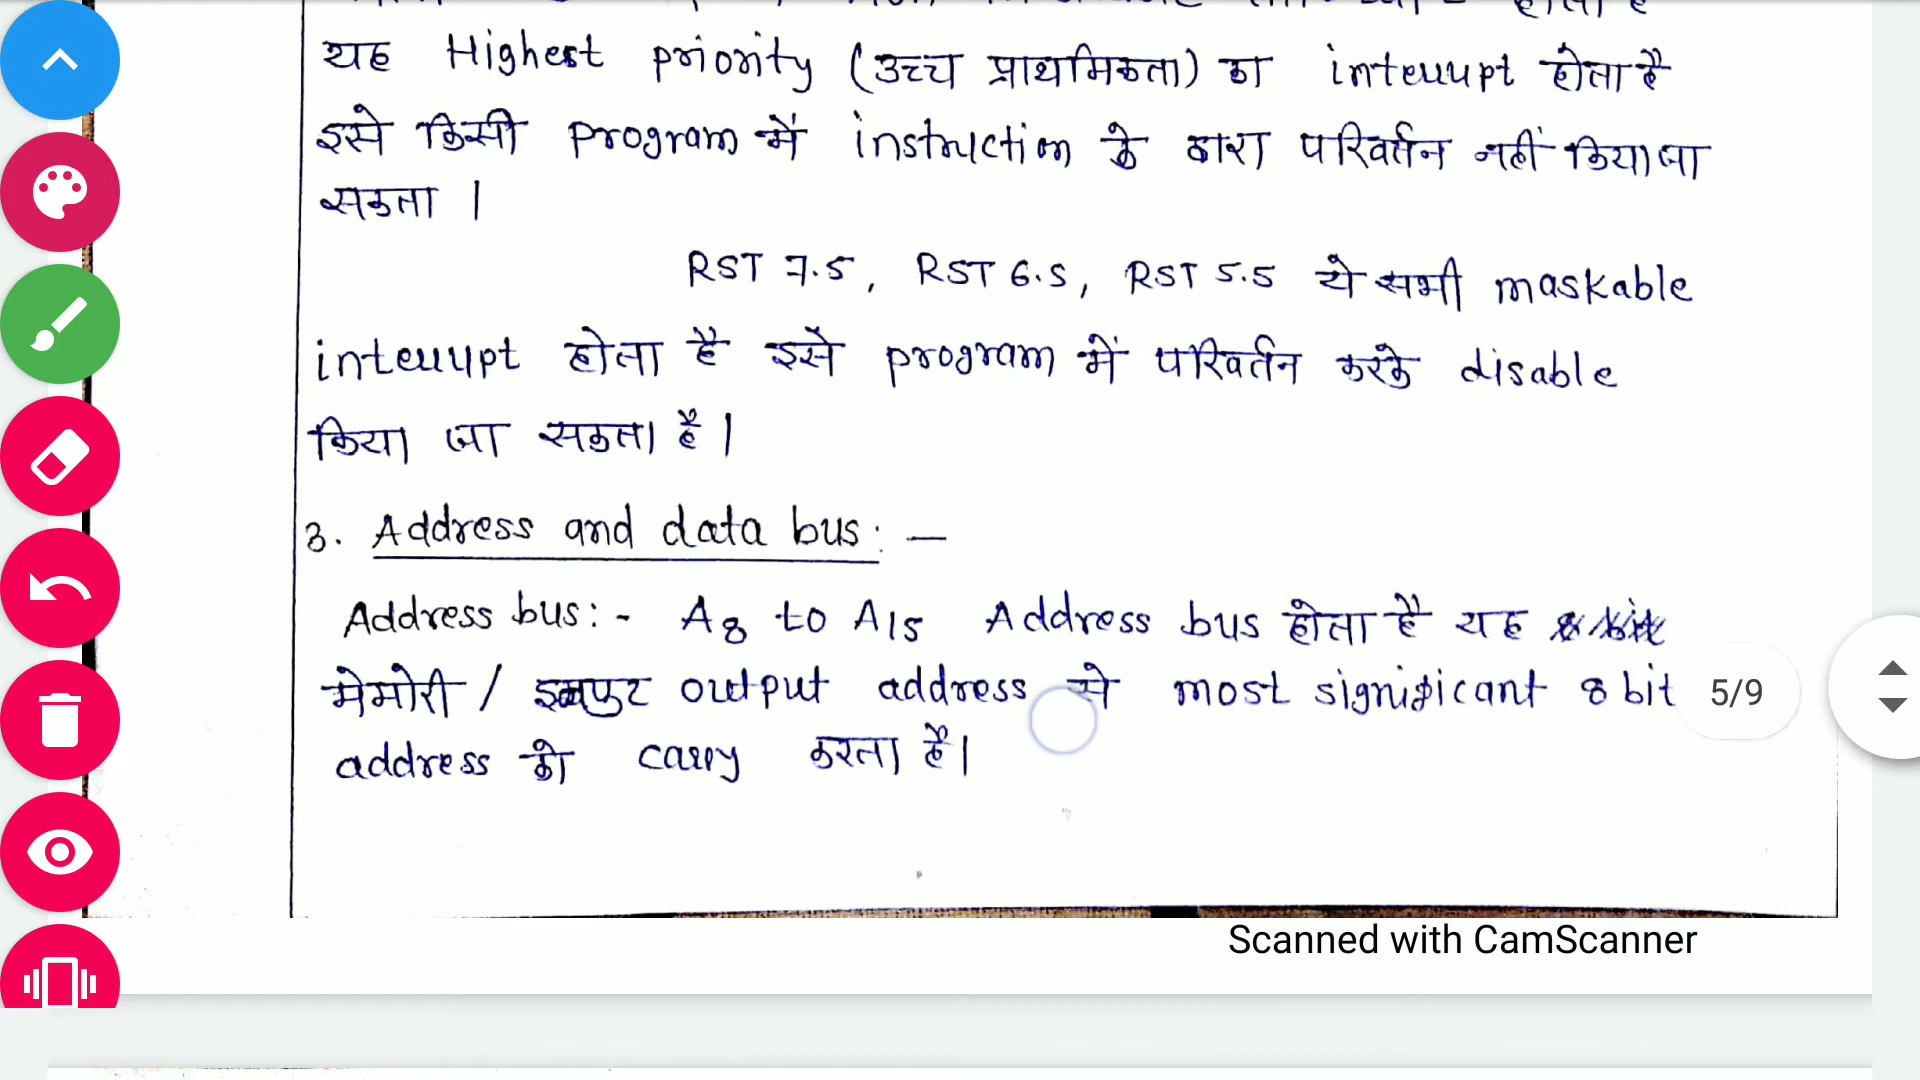 यह Highest priority (उच्च प्राथमिकता) का interrupt होता है
इसे किसी program में instruction के द्वारा परिवर्तन नहीं किया जा
सकता |
RST 7.5, RST 6.5, RST 5.5 ये सभी maskable
interrupt होता है इसे program में परिवर्तन करके disable
किया जा सकता है |
3. Address and data bus: —
Address bus: - A8 to A15 Address bus होता है यह
मेमोरी / इनपुट output address से most significant 8 bit
5/9
address को carry करता है |
Scanned with CamScanner